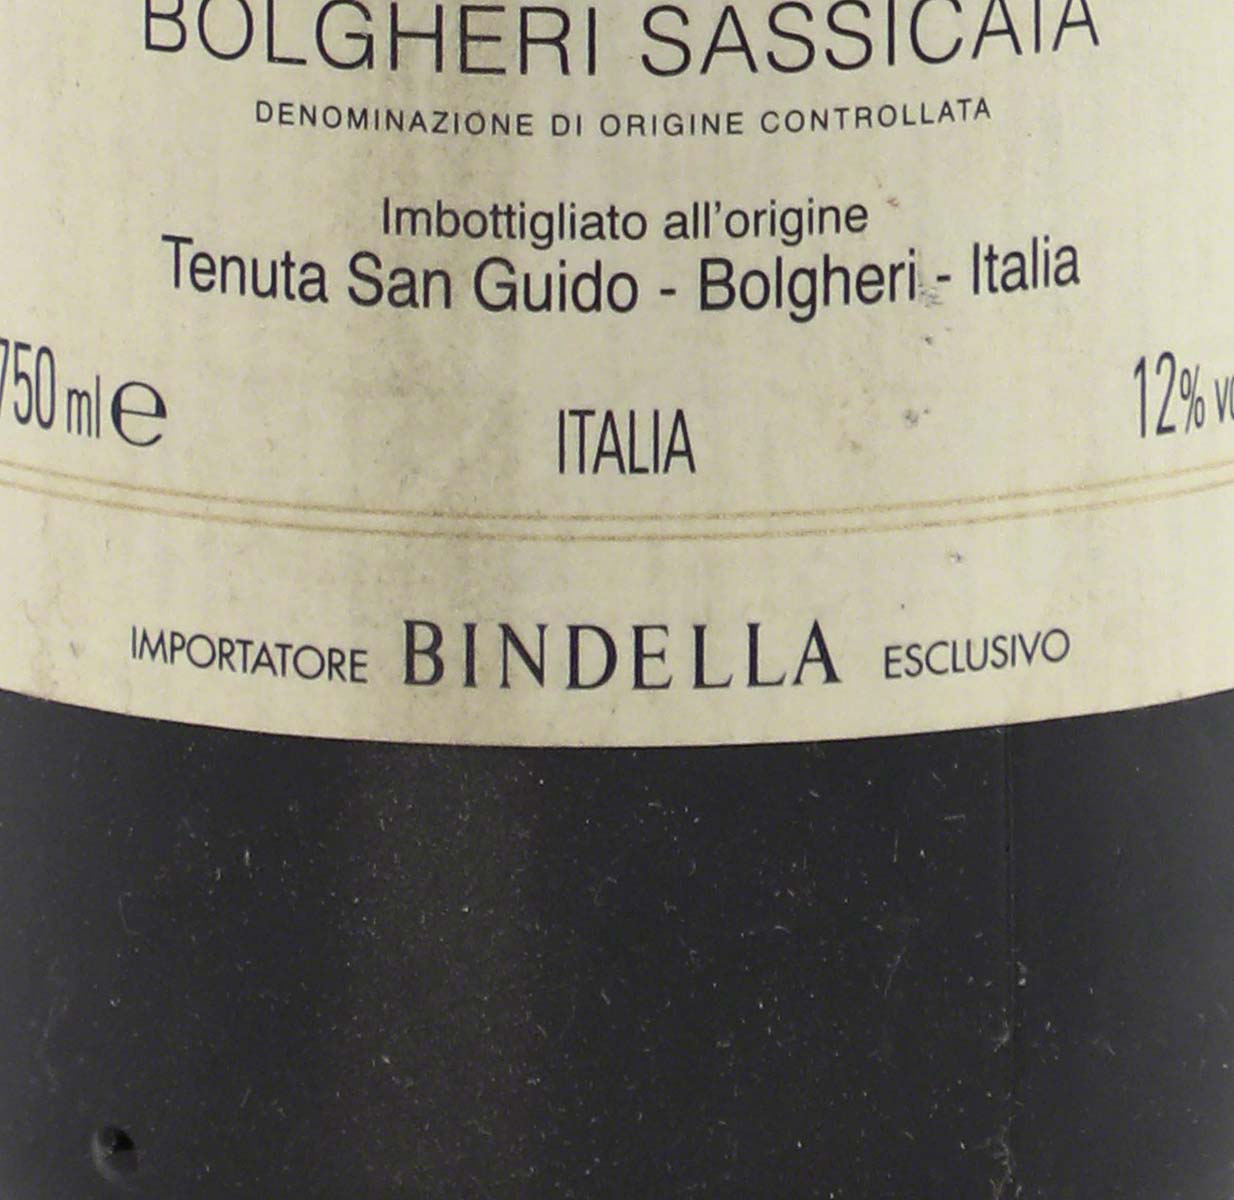 BOLGHERI SASSICAIA
DENOMINAZIONE DI ORIGINE CONTROLLATA
Imbottigliato all'origine
Tenuta San Guido - Bolgheri - Italia
750 ml e
ITALIA
12%
IMPORTATORE BINDELLA ESCLUSIVO